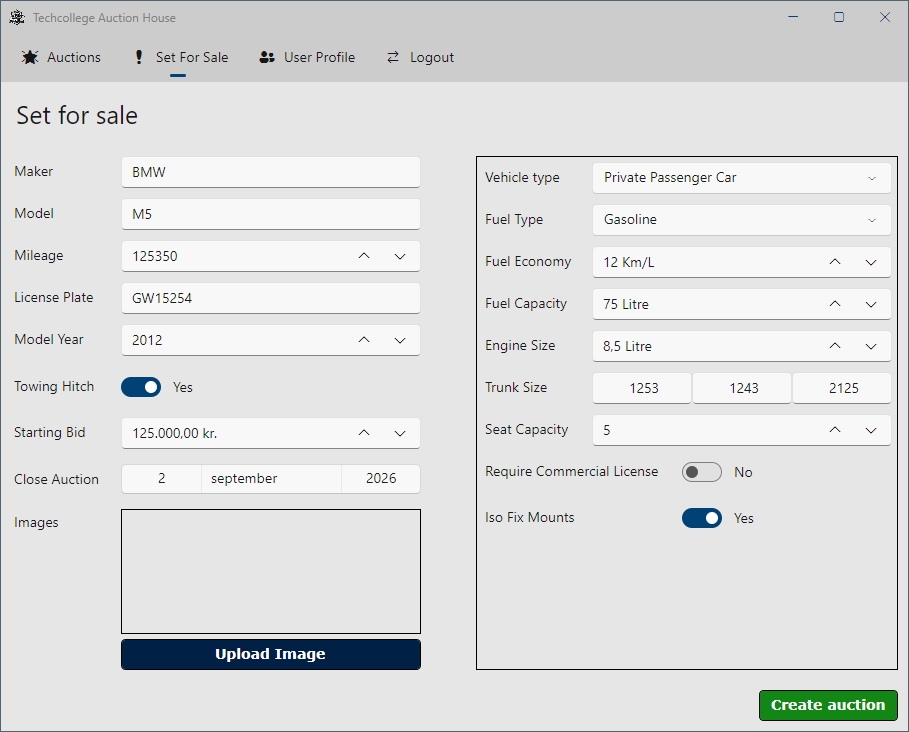 Techcollege Auction House
Auctions Set For Sale User Profile Logout
Set for sale
Maker BMW
Model M5
Mileage 125350
License Plate GW15254
Model Year 2012
Towing Hitch Yes
Starting Bid 125.000,00 kr.
Close Auction 2 september 2026
Images
Upload Image
Vehicle type Private Passenger Car
Fuel Type Gasoline
Fuel Economy 12 Km/L
Fuel Capacity 75 Litre
Engine Size 8,5 Litre
Trunk Size 1253 1243 2125
Seat Capacity 5
Require Commercial License No
Iso Fix Mounts Yes
Create auction